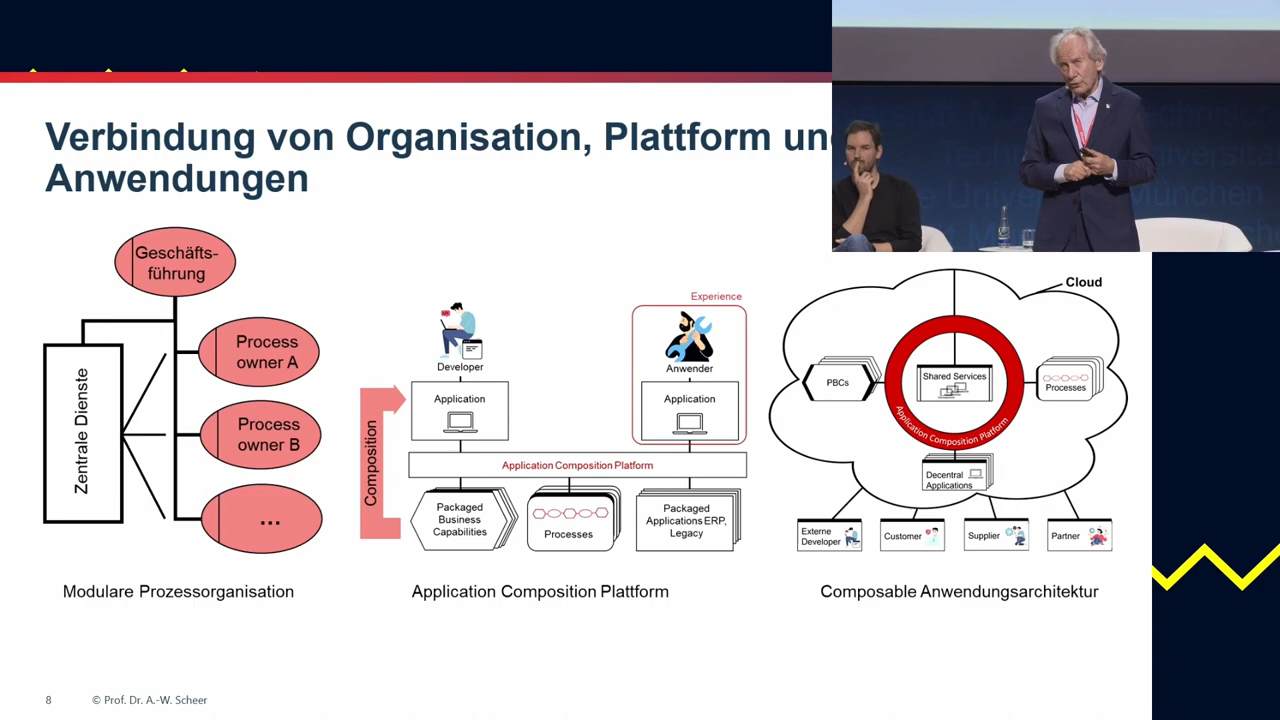 Verbindung von Organisation, Plattform und
Anwendungen
Geschäfts-
führung
Zentrale Dienste
Process
owner A
Process
owner B
...
Modulare Prozessorganisation
Experience
Developer
Anwender
Application
Application
Composition
Application Composition Platform
Packaged
Business
Capabilities
Processes
Packaged
Applications ERP,
Legacy
Application Composition Plattform
Cloud
PBCs
Shared Services
Processes
Application Composition Platform
Decentral
Applications
Externe
Developer
Customer
Supplier
Partner
Composable Anwendungsarchitektur
8
© Prof. Dr. A.-W. Scheer
München